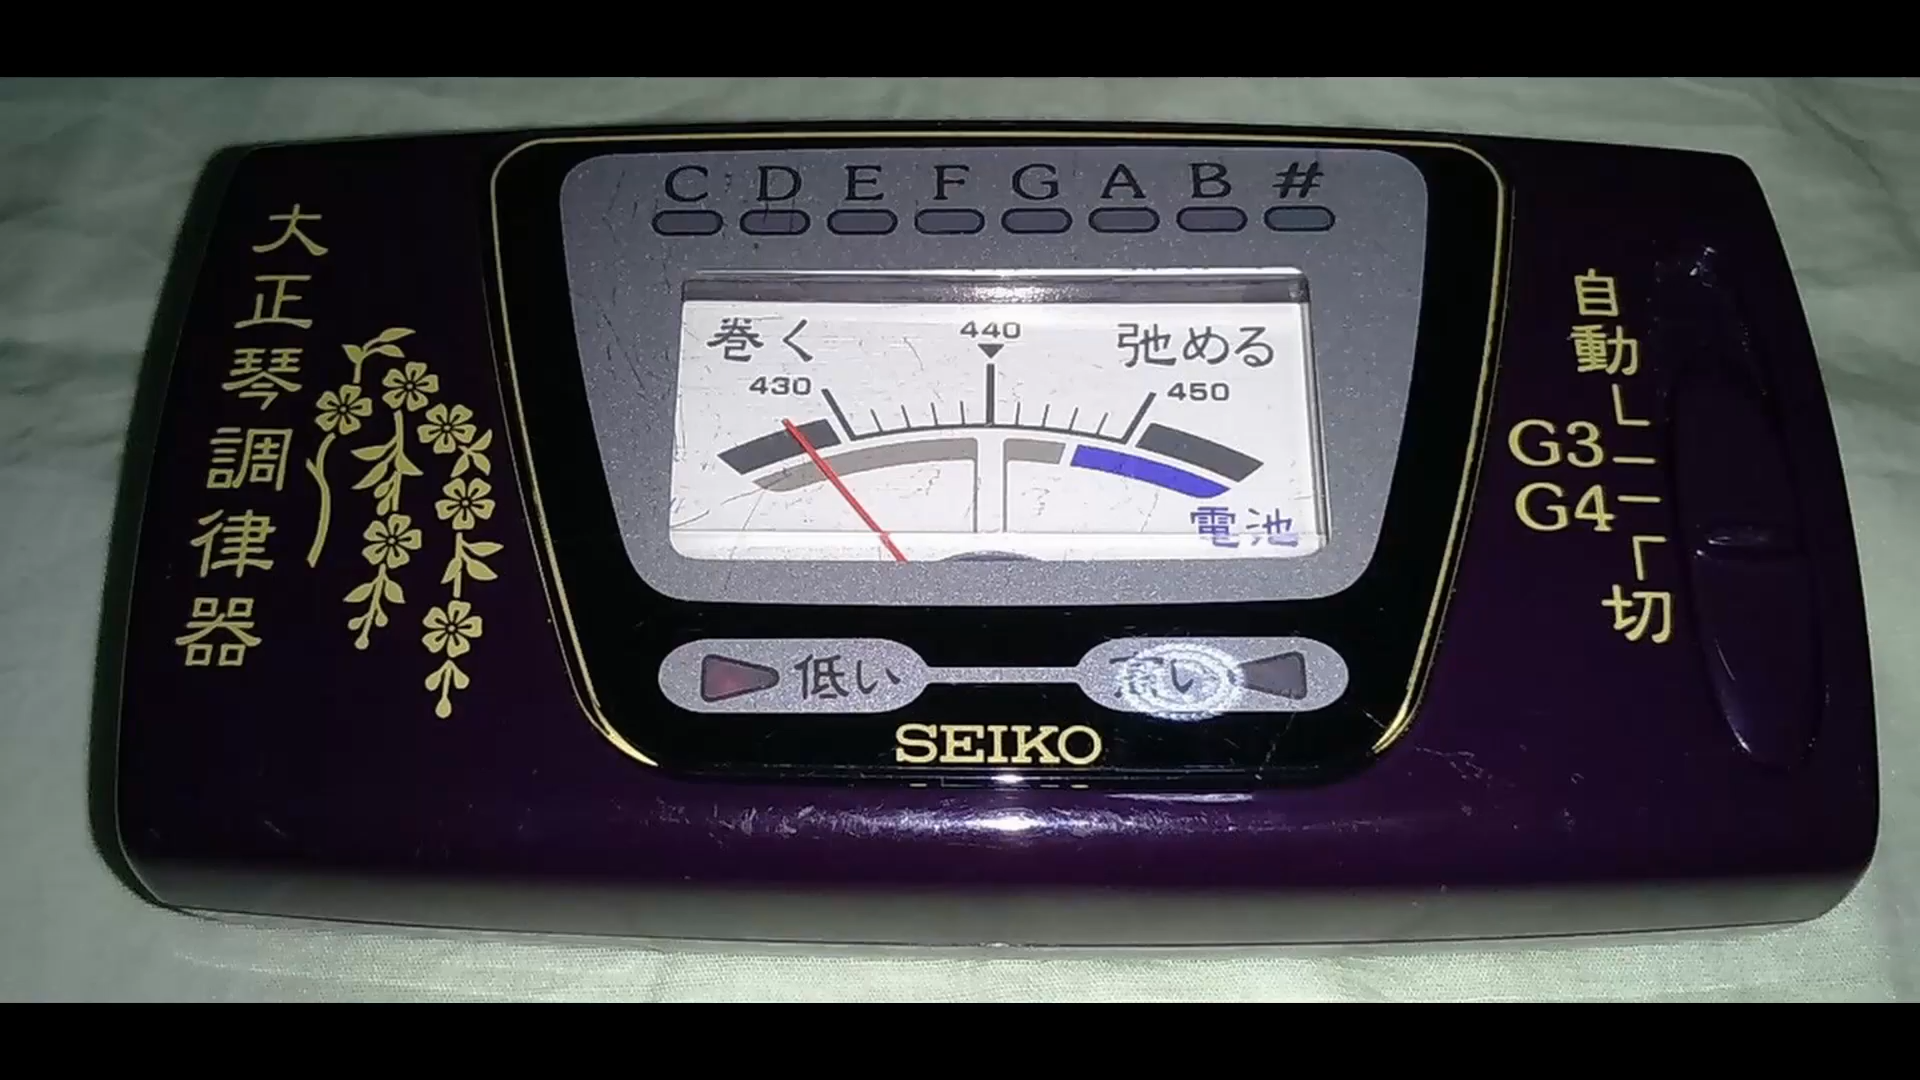 大正琴調律器
C D E F G A B #
巻く 440 弛める
430 450
電池
低い 高い
SEIKO
自動
G3
G4
切